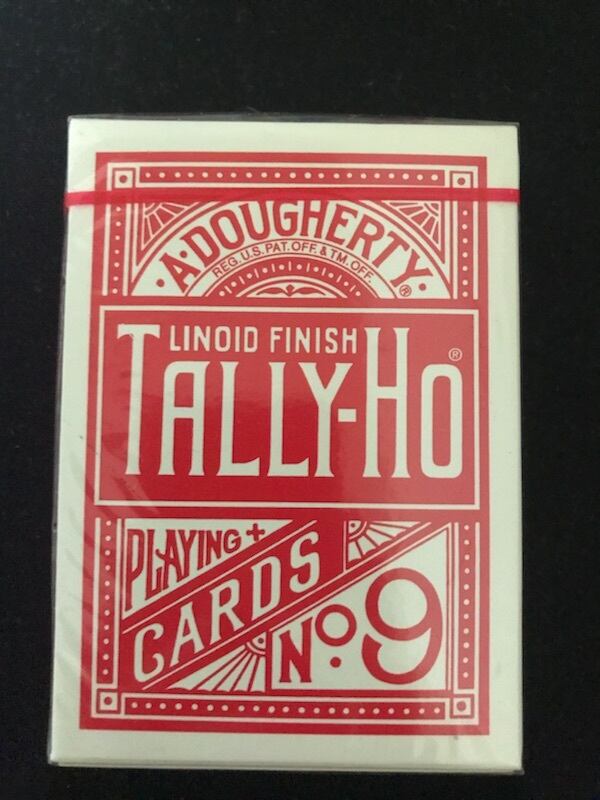 A. DOUGHERTY ®
REG. U.S. PAT. OFF. & TM. OFF.
LINOID FINISH
TALLY-HO ®
PLAYING +
CARDS
No. 9